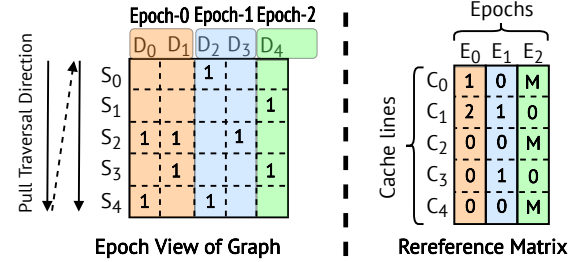 Epoch-0 Epoch-1 Epoch-2
D0 D1 D2 D3 D4
Pull Traversal Direction
S0 1
S1 1
S2 1 1 1
S3 1 1
S4 1 1
Epoch View of Graph
Epochs
E0 E1 E2
Cache lines
C0 1 0 M
C1 2 1 0
C2 0 0 M
C3 0 1 0
C4 0 0 M
Rereference Matrix